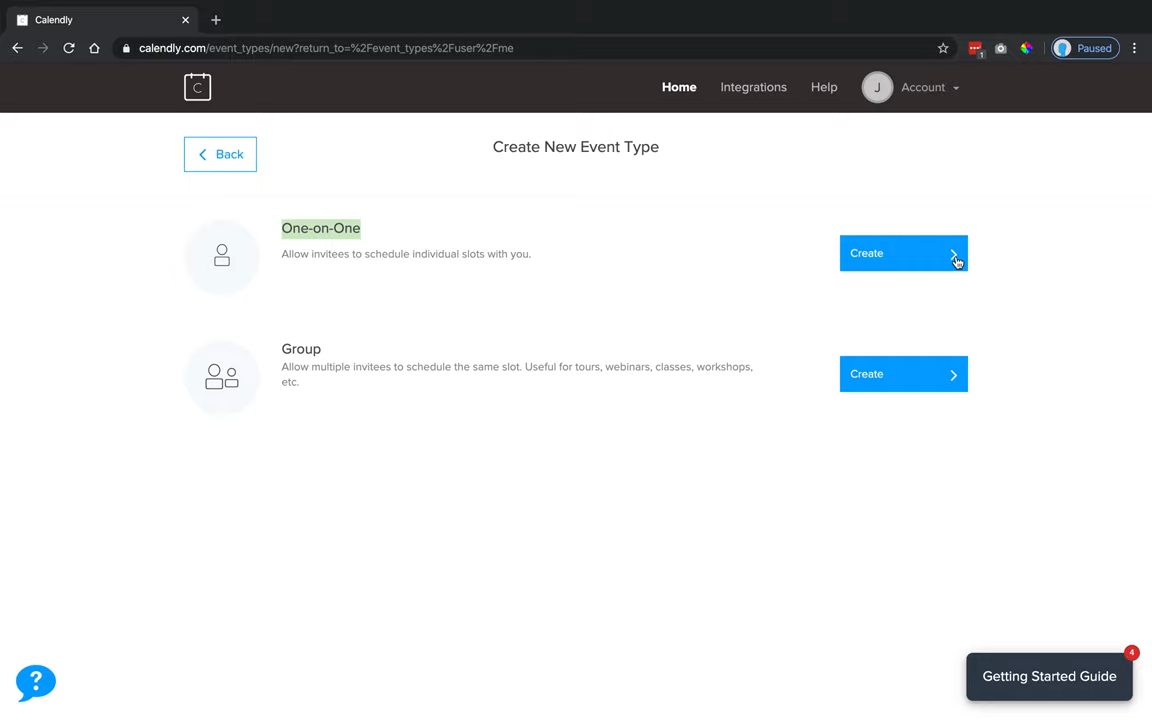 Calendly
calendly.com/event_types/new?return_to=%2Fevent_types%2Fuser%2Fme
1
Paused
C
Home
Integrations
Help
J
Account
Back
Create New Event Type
One-on-One
Allow invitees to schedule individual slots with you.
Create
Group
Allow multiple invitees to schedule the same slot. Useful for tours, webinars, classes, workshops,
etc.
Create
?
4
Getting Started Guide